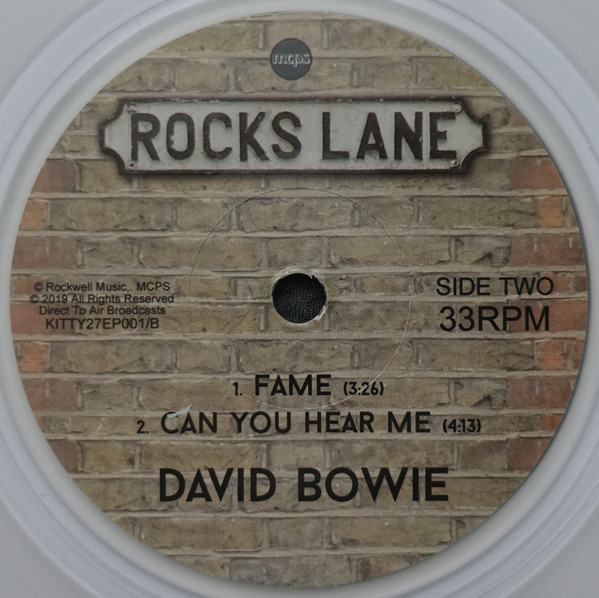 mcps
ROCKS LANE
© Rockwell Music,. MCPS
© 2019 All Rights Reserved
Direct To Air Broadcasts
KITTY27EP001/B
SIDE TWO
33RPM
1. FAME (3:26)
2. CAN YOU HEAR ME (4:13)
DAVID BOWIE